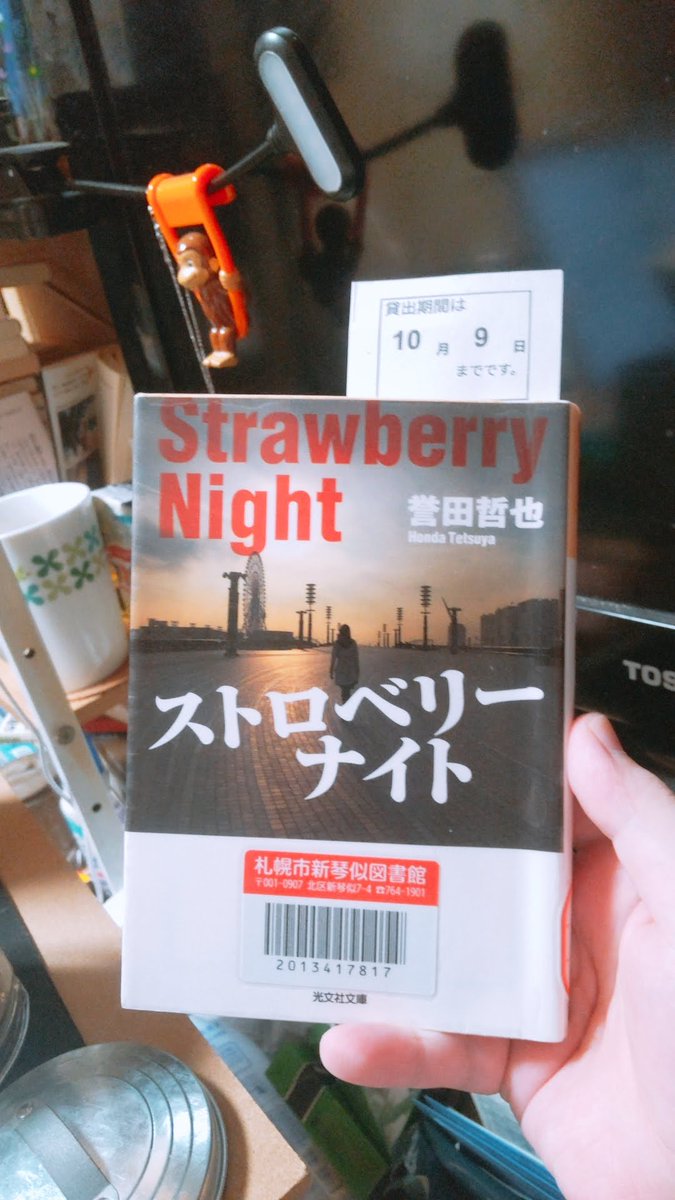 貸出期間は
10月 9日
までです。
Strawberry
Night
誉田哲也
Honda Tetsuya
ストロベリー
ナイト
札幌市新琴似図書館
〒001-0907 北区新琴似7-4 ☎764-1901
2013417817
光文社文庫
TOS